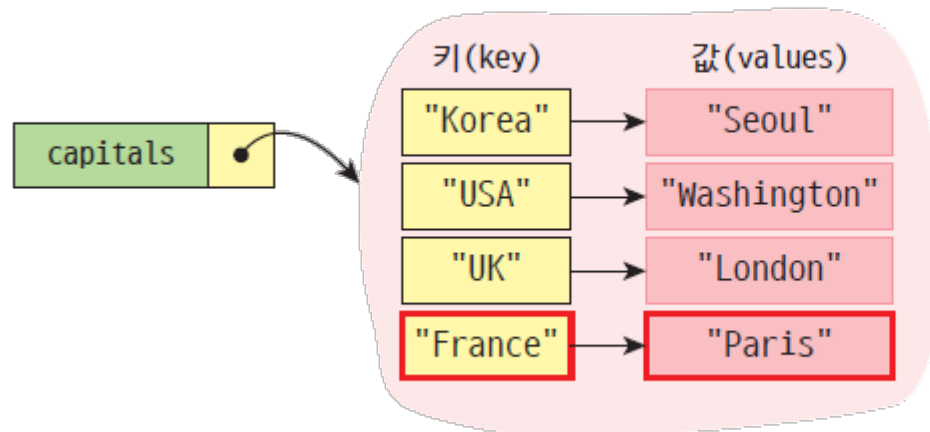 키(key) 값(values)
capitals
"Korea" "Seoul"
"USA" "Washington"
"UK" "London"
"France" "Paris"